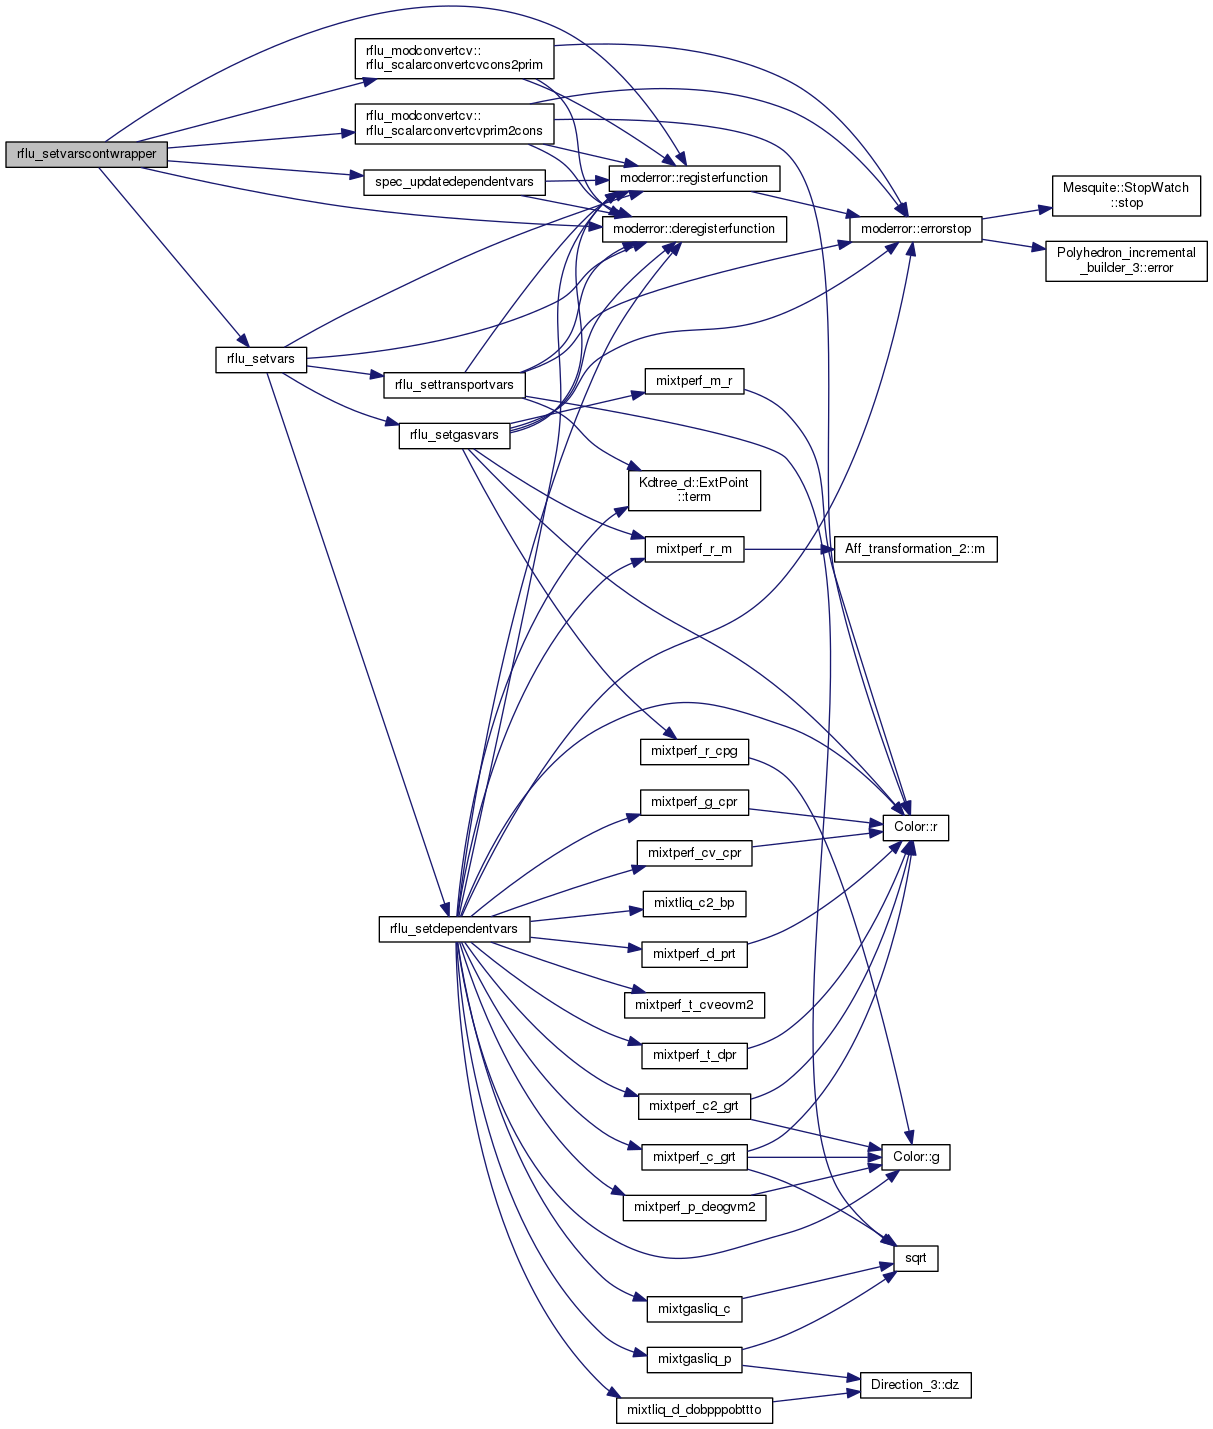 rflu_modconvertcv::
rflu_scalarconvertcvcons2prim
rflu_modconvertcv::
rflu_scalarconvertcvprim2cons
rflu_setvarscontwrapper
spec_updatedependentvars
moderror::registerfunction
moderror::deregisterfunction
moderror::errorstop
Mesquite::StopWatch
::stop
Polyhedron_incremental
_builder_3::error
rflu_setvars
rflu_settransportvars
rflu_setgasvars
mixtperf_m_r
Kdtree_d::ExtPoint
::term
mixtperf_r_m
Aff_transformation_2::m
mixtperf_r_cpg
mixtperf_g_cpr
Color::r
mixtperf_cv_cpr
mixtliq_c2_bp
rflu_setdependentvars
mixtperf_d_prt
mixtperf_t_cveovm2
mixtperf_t_dpr
mixtperf_c2_grt
mixtperf_c_grt
Color::g
mixtperf_p_deogvm2
sqrt
mixtgasliq_c
mixtgasliq_p
Direction_3::dz
mixtliq_d_dobpppobttto